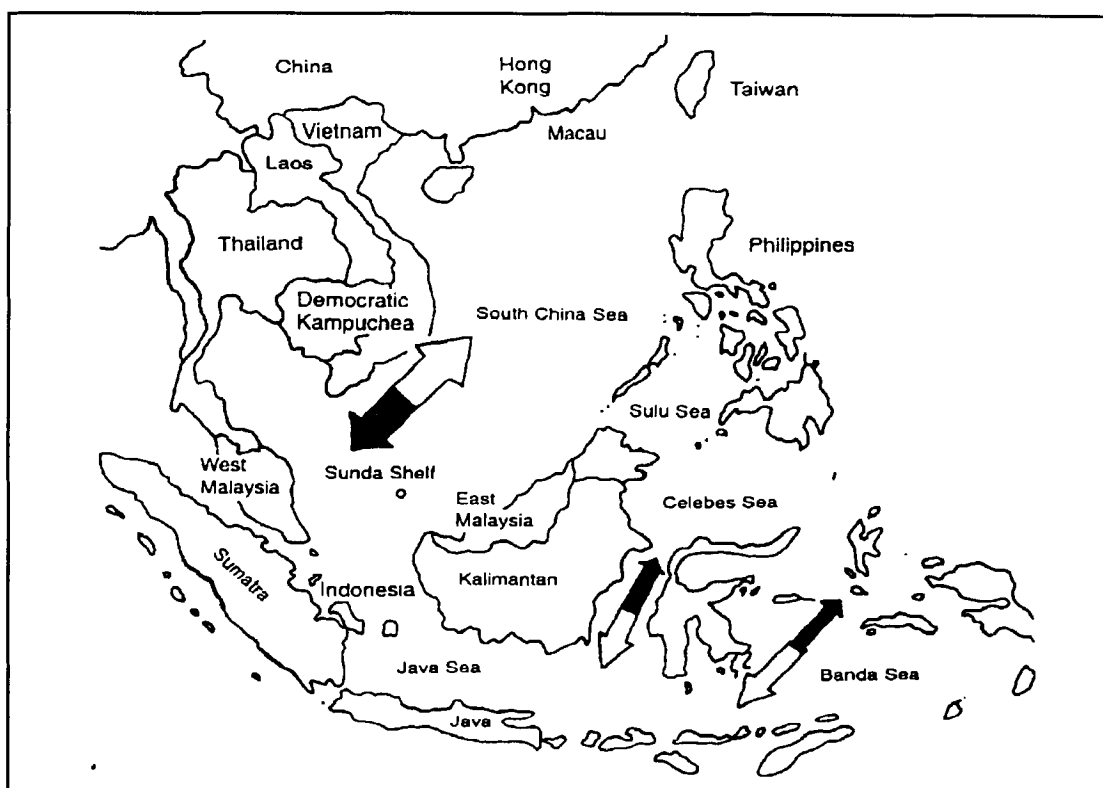 China
Hong
Kong
Taiwan
Macau
Vietnam
Laos
Thailand
Philippines
Democratic
Kampuchea
South China Sea
Sulu Sea
West
Malaysia
Sunda Shelf
East
Malaysia
Celebes Sea
Sumatra
Indonesia
Kalimantan
Java Sea
Banda Sea
Java